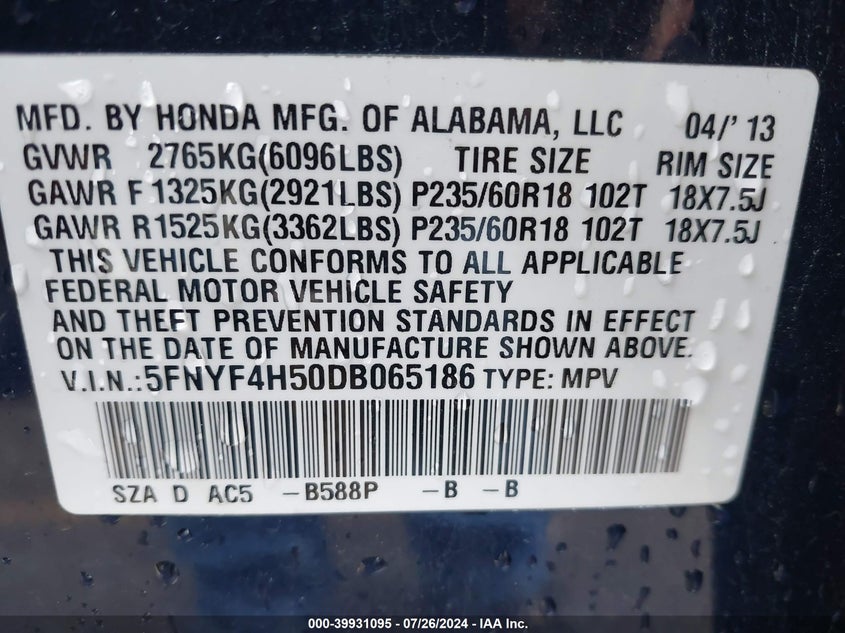 MFD. BY HONDA MFG. OF ALABAMA, LLC 04/' 13
GVWR 2765KG(6096LBS) TIRE SIZE RIM SIZE
GAWR F 1325KG(2921LBS) P235/60R18 102T 18X7.5J
GAWR R1525KG(3362LBS) P235/60R18 102T 18X7.5J
THIS VEHICLE CONFORMS TO ALL APPLICABLE
FEDERAL MOTOR VEHICLE SAFETY
AND THEFT PREVENTION STANDARDS IN EFFECT
ON THE DATE OF MANUFACTURE SHOWN ABOVE.
V.I.N.:5FNYF4H50DB065186 TYPE: MPV
SZA D AC5 -B588P -B -B
000-39931095 / 07/26/2024 - IAA Inc.